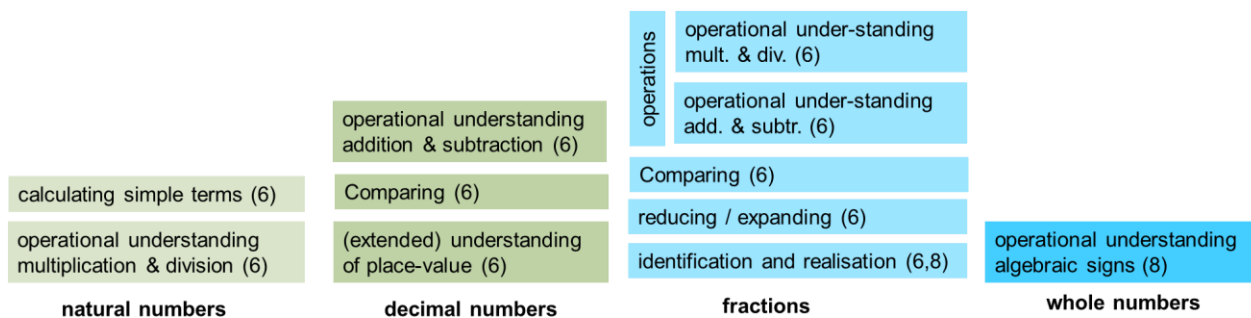 calculating simple terms (6)
operational understanding
multiplication & division (6)
natural numbers
operational understanding
addition & subtraction (6)
Comparing (6)
(extended) understanding
of place-value (6)
decimal numbers
operations
operational under-standing
mult. & div. (6)
operational under-standing
add. & subtr. (6)
Comparing (6)
reducing / expanding (6)
identification and realisation (6,8)
fractions
operational understanding
algebraic signs (8)
whole numbers